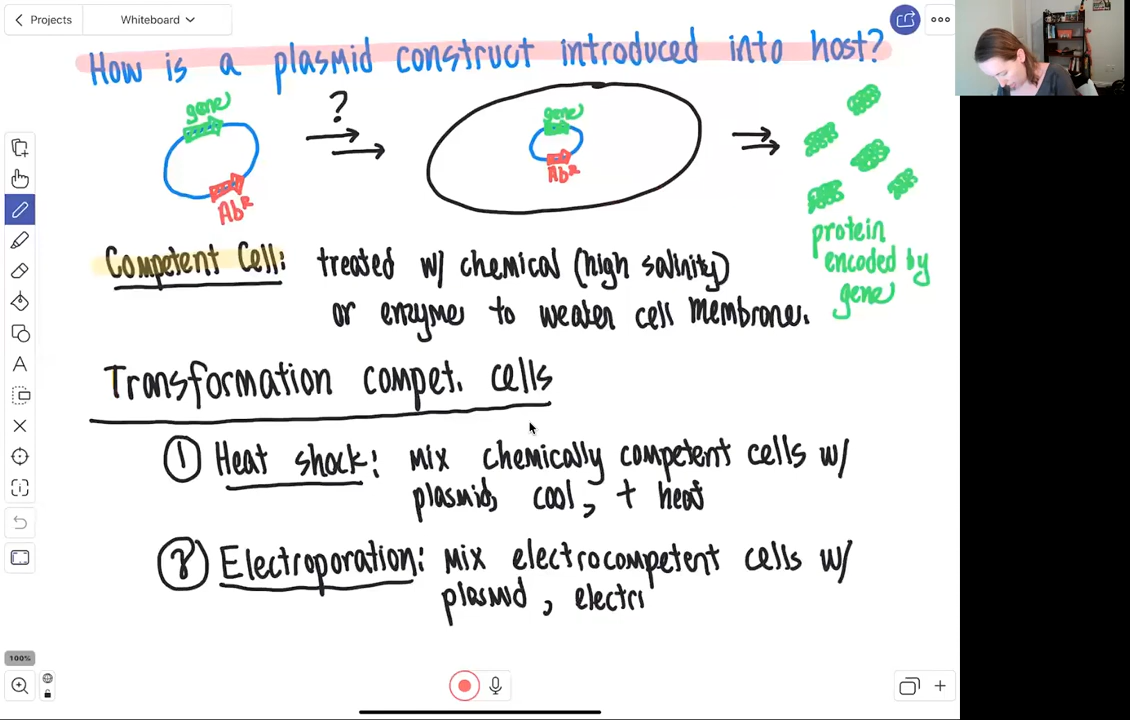 Projects
Whiteboard
How is a plasmid construct introduced into host?
gene
?
gene
Ab^R
Ab^R
protein
encoded by
gene
Competent Cell: treated w/ chemical (high salinity)
or enzyme to weaken cell membrane.
Transformation compet. cells
① Heat shock: mix chemically competent cells w/
plasmid, cool, + heat
② Electroporation: mix electrocompetent cells w/
plasmid, electri
A
100%